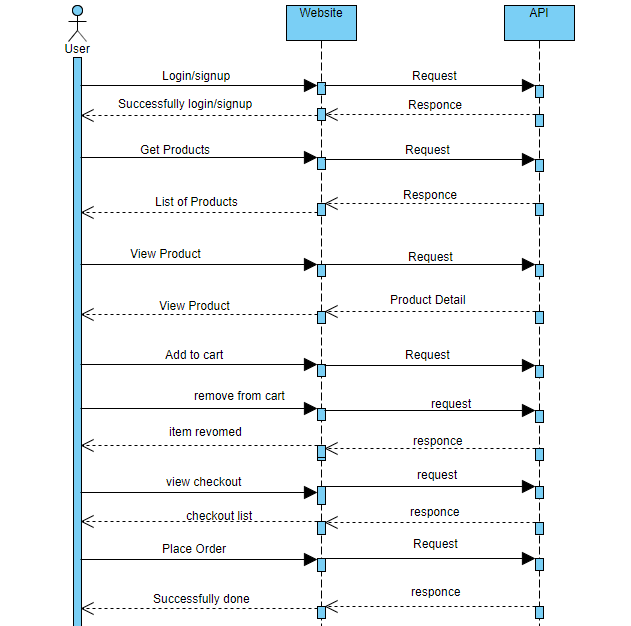 Website
API
User
Login/signup
Request
Successfully login/signup
Responce
Get Products
Request
List of Products
Responce
View Product
Request
View Product
Product Detail
Add to cart
Request
remove from cart
request
item revomed
responce
view checkout
request
checkout list
responce
Place Order
Request
Successfully done
responce